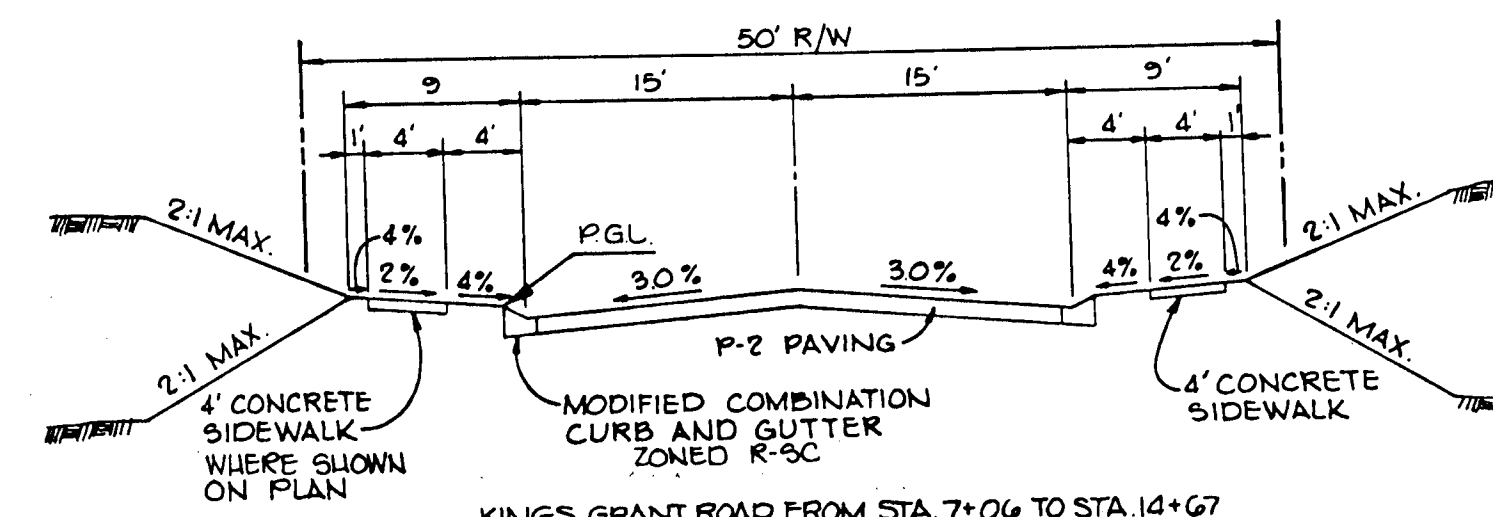 50' R/W
9 15' 15' 9'
1' 4' 4' 4' 4' 1'
2:1 MAX. 4% 2% 4% P.G.L. 3.0% 3.0% 4% 2% 4% 2:1 MAX.
2:1 MAX. 2:1 MAX.
P-2 PAVING
4' CONCRETE
SIDEWALK
WHERE SHOWN
ON PLAN
MODIFIED COMBINATION
CURB AND GUTTER
ZONED R-SC
4' CONCRETE
SIDEWALK
KINGS GRANT ROAD FROM STA. 7+06 TO STA. 14+67